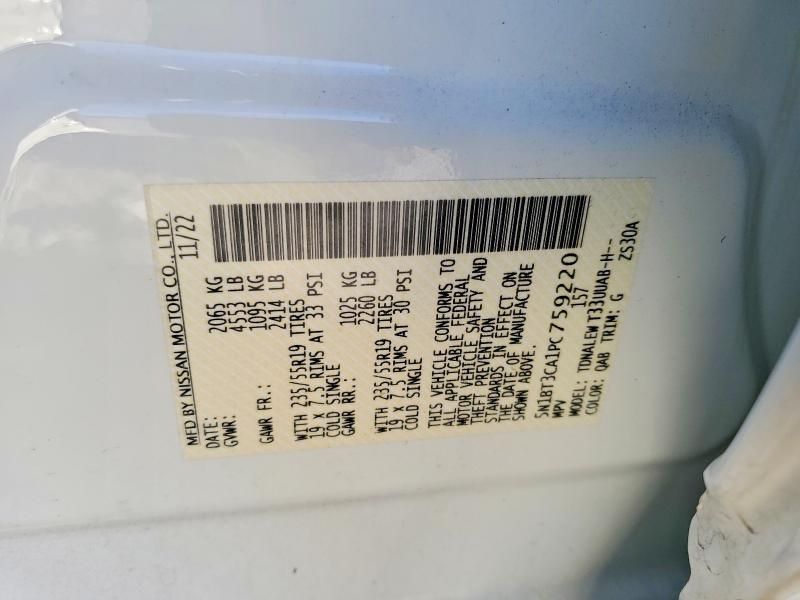 MFD BY NISSAN MOTOR CO., LTD.
DATE: 11/22
GVWR: 2065 KG
4553 LB
GAWR FR.: 1095 KG
2414 LB
WITH 235/55R19 TIRES
19 x 7.5 RIMS AT 33 PSI
COLD SINGLE
GAWR RR.: 1025 KG
2260 LB
WITH 235/55R19 TIRES
19 x 7.5 RIMS AT 30 PSI
COLD SINGLE
THIS VEHICLE CONFORMS TO
ALL APPLICABLE FEDERAL
MOTOR VEHICLE SAFETY AND
THEFT PREVENTION
STANDARDS IN EFFECT ON
THE DATE OF MANUFACTURE
SHOWN ABOVE.
5N1BT3CA1PC759220
MPV 157
MODEL: TDNALEW T33UUAB-H--
COLOR: QAB TRIM: G ZS30A